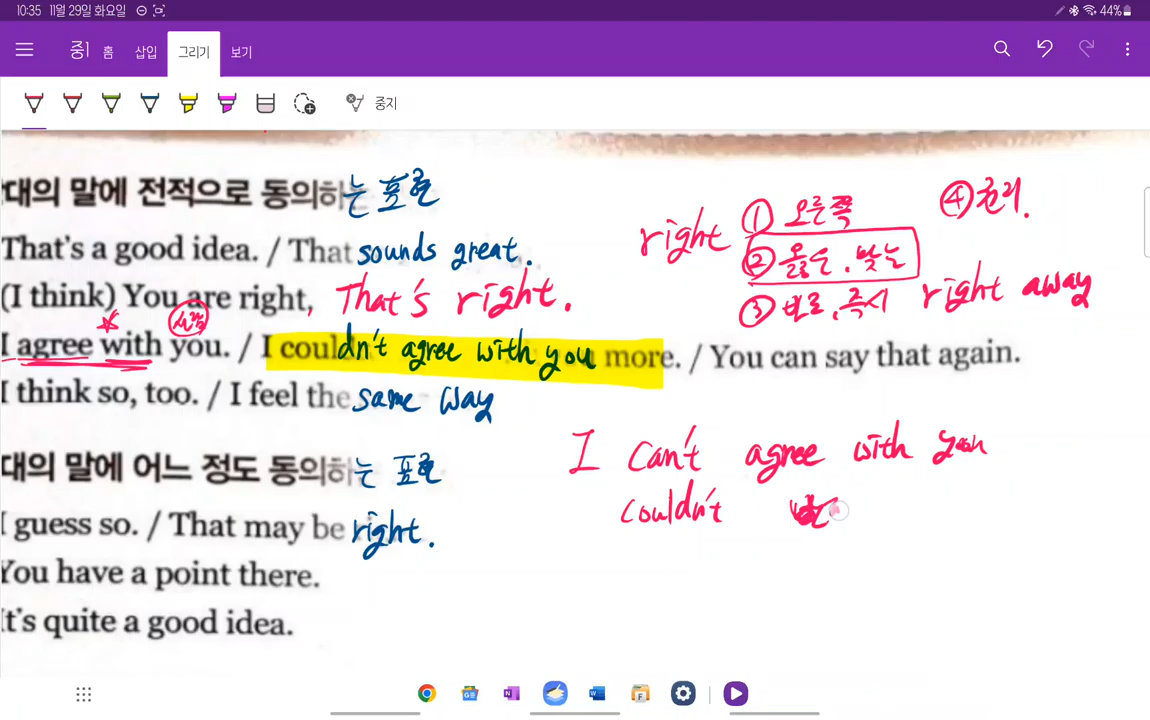 10:35 11월 29일 화요일 44%
중1 홈 삽입 그리기 보기
중지
대의 말에 전적으로 동의하는 표현
That's a good idea. / That sounds great.
(I think) You are right, That's right.
I agree with you. / I couldn't agree with you more. / You can say that again.
사람
I think so, too. / I feel the same way
대의 말에 어느 정도 동의하는 표현
I guess so. / That may be right.
You have a point there.
It's quite a good idea.
right ① 오른쪽
② 옳은, 맞는
③ 바로, 즉시 right away
④ 권리.
I can't agree with you
couldn't